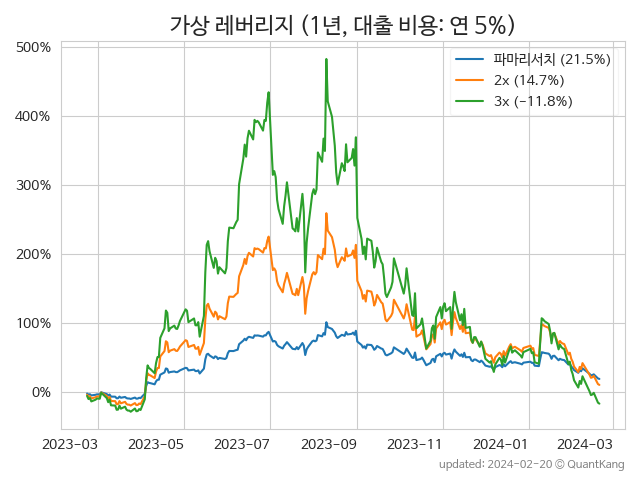 가상 레버리지 (1년, 대출 비용: 연 5%)
파마리서치 (21.5%)
2x (14.7%)
3x (−11.8%)
500%
400%
300%
200%
100%
0%
2023-03 2023-05 2023-07 2023-09 2023-11 2024-01 2024-03
updated: 2024-02-20 © QuantKang